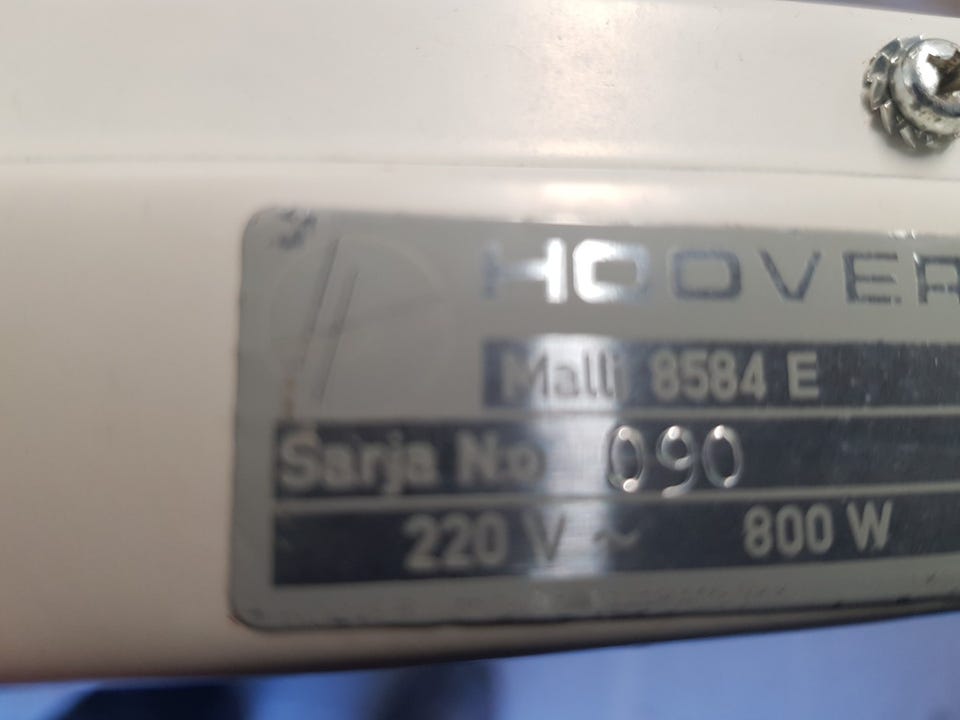 HOOVER
Malli 8584 E
Sarja N:o 090
220 V ~ 800 W